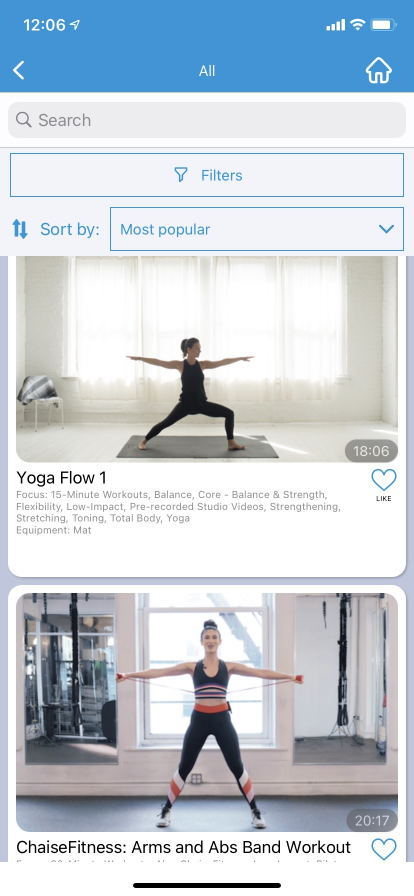 12:06
All
Search
Filters
Sort by:
Most popular
18:06
Yoga Flow 1
Focus: 15-Minute Workouts, Balance, Core - Balance & Strength,
Flexibility, Low-Impact, Pre-recorded Studio Videos, Strengthening,
Stretching, Toning, Total Body, Yoga
Equipment: Mat
LIKE
20:17
ChaiseFitness: Arms and Abs Band Workout